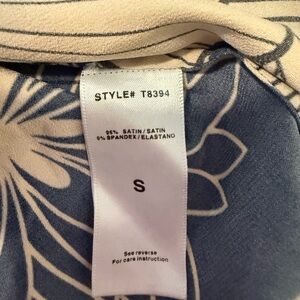 STYLE# T8394
95% SATIN/SATIN
5% SPANDEX/ELASTANO
S
See reverse
For care instruction